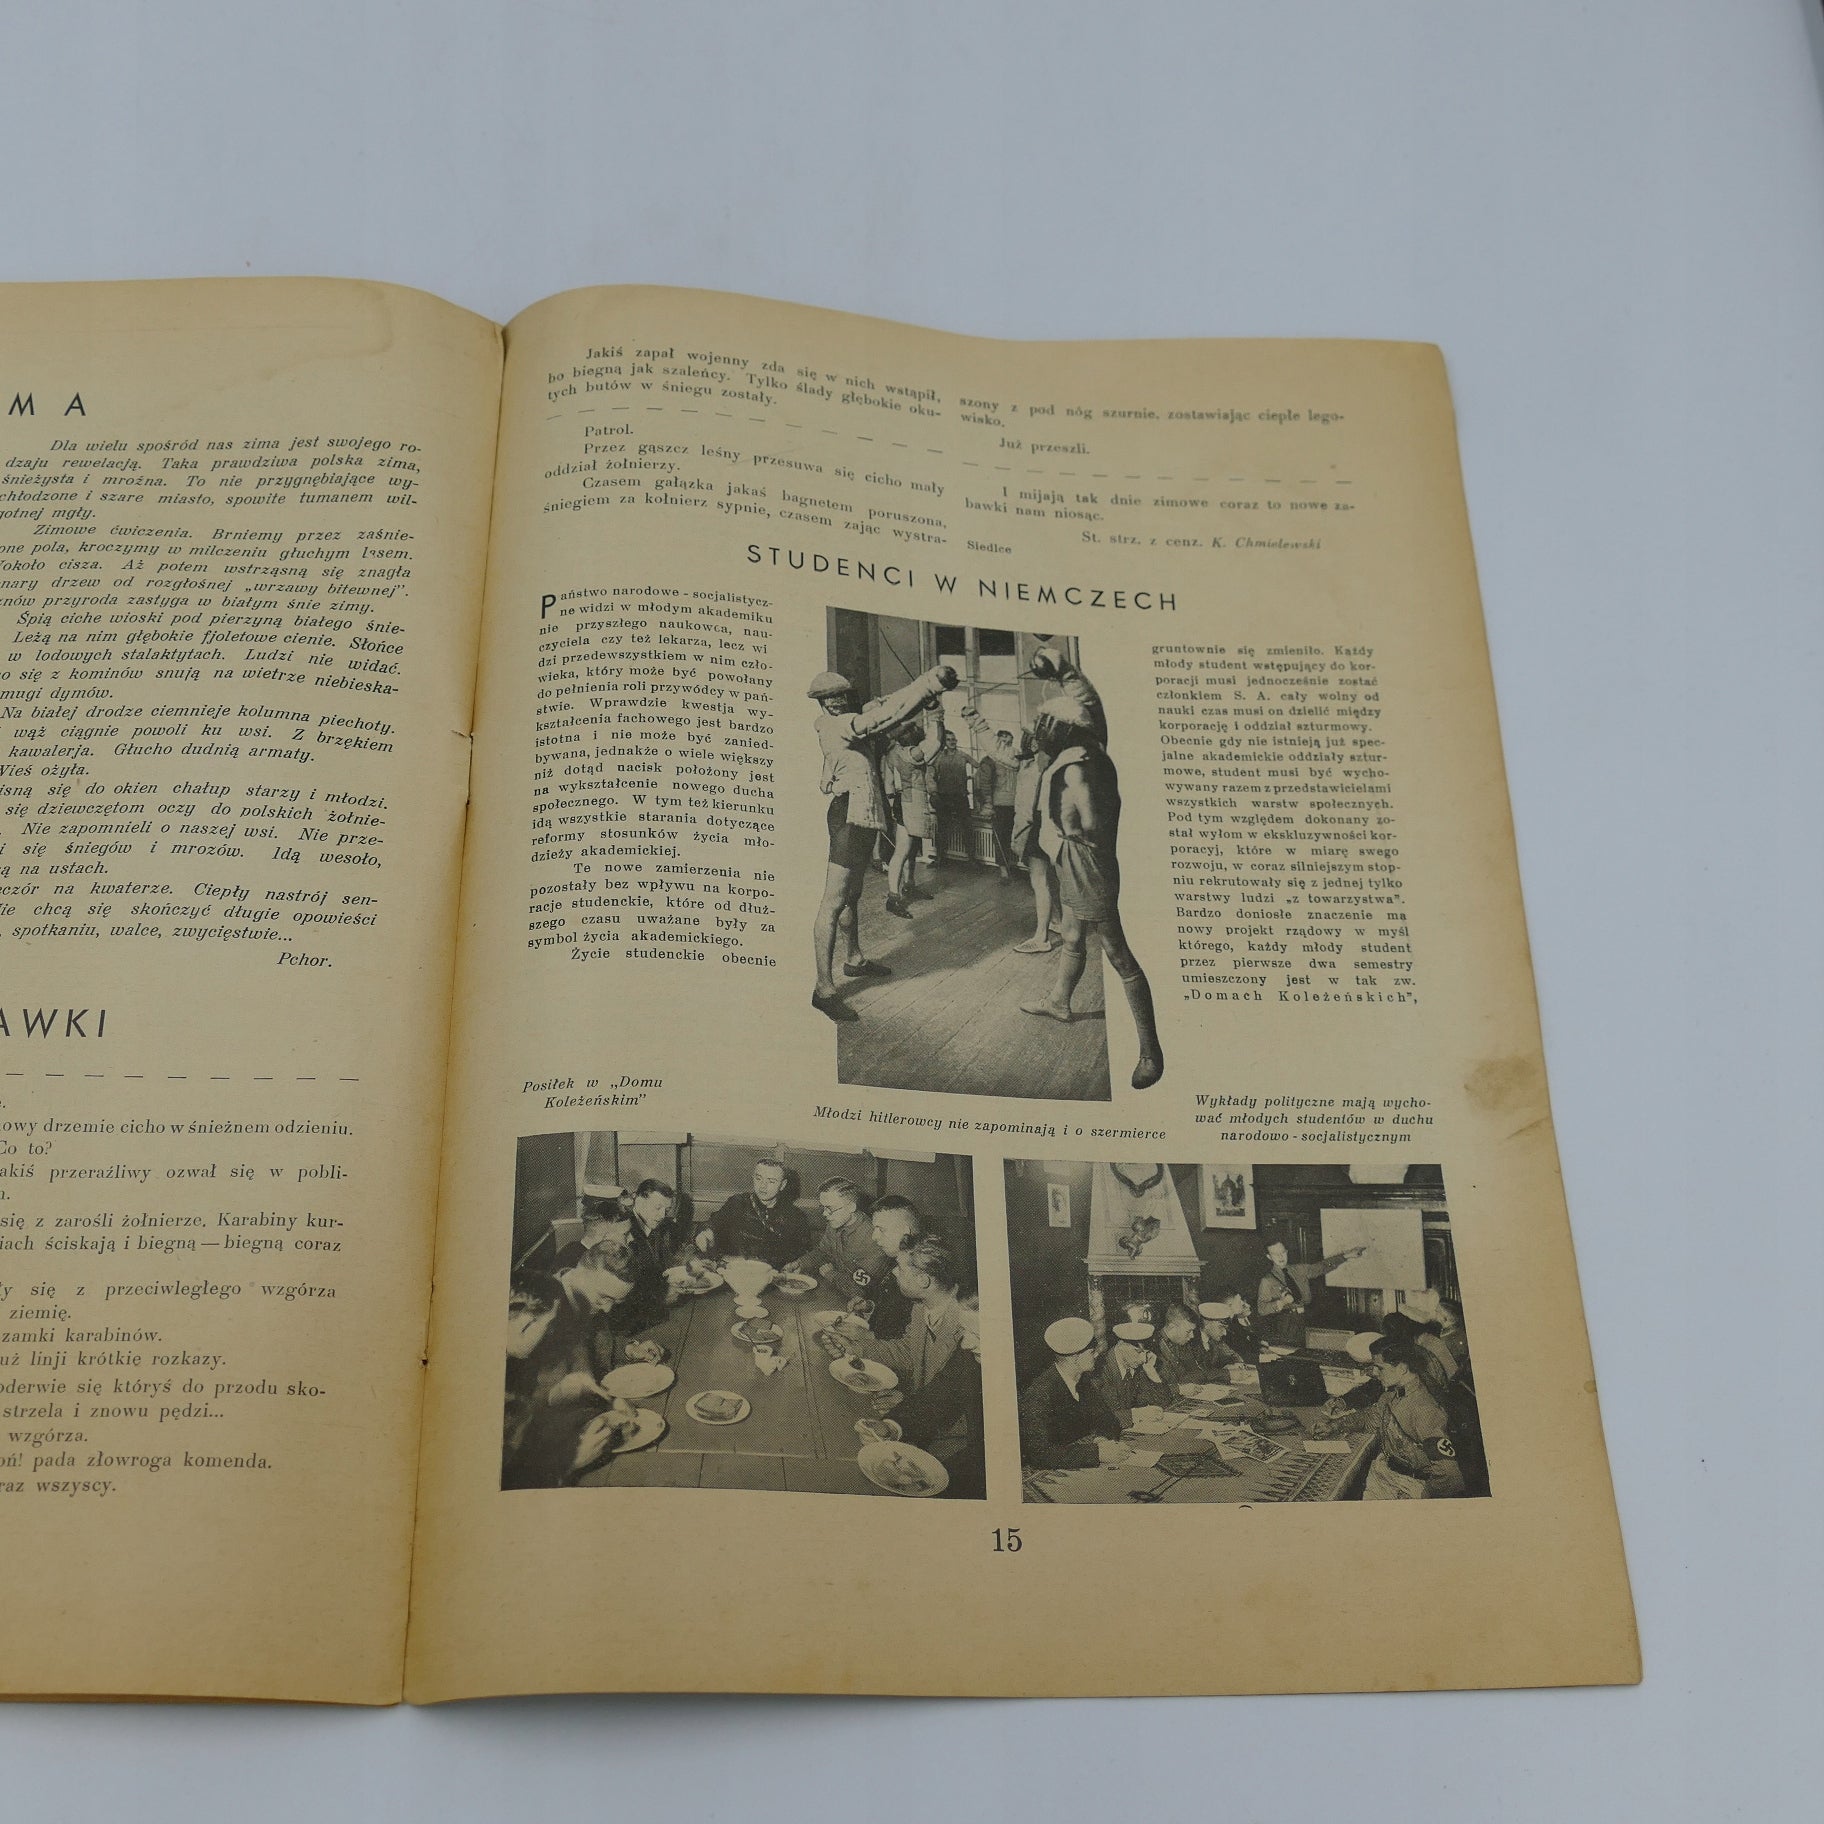 M A
Dla wielu spośród nas zima jest swojego ro-
dzaju rewelacją. Taka prawdziwa polska zima,
śnieżysta i mroźna. To nie przygnębiające wy-
chłodzone i szare miasto, spowite tumanem wil-
gotnej mgły.
Zimowe ćwiczenia. Brniemy przez zaśnie-
one pola, kroczymy w milczeniu głuchym lasem.
około cisza. Aż potem wstrząsną się znagła
nary drzew od rozgłośnej „wrzawy bitewnej".
znów przyroda zastyga w białym śnie zimy.
Śpią ciche wioski pod pierzyną białego śnie-
Leżą na nim głębokie fjoletowe cienie. Słońce
w lodowych stalaktytach. Ludzi nie widać.
o się z kominów snują na wietrze niebieska-
mugi dymów.
Na białej drodze ciemnieje kolumna piechoty.
wąż ciągnie powoli ku wsi. Z brzękiem
kawalerja. Głucho dudnią armaty.
Wieś ożyła.
isną się do okien chałup starzy i młodzi.
się dziewczętom oczy do polskich żołnie-
Nie zapomnieli o naszej wsi. Nie prze-
i się śniegów i mrozów. Idą wesoło,
ą na ustach.
czór na kwaterze. Ciepły nastrój sen-
ie chcą się skończyć długie opowieści
, spotkaniu, walce, zwycięstwie...
Pchor.
AWKI
e.
owy drzemie cicho w śnieżnem odzieniu.
Co to?
akiś przeraźliwy ozwał się w pobli-
się z zarośli żołnierze. Karabiny kur-
iach ściskają i biegną — biegną coraz
y się z przeciwległego wzgórza
ziemię.
zamki karabinów.
uż linji krótkie rozkazy.
oderwie się któryś do przodu sko-
strzela i znowu pędzi...
wzgórza.
oń! pada złowroga komenda.
raz wszyscy.
Jakiś zapał wojenny zda się w nich wstąpił,
bo biegną jak szaleńcy. Tylko ślady głębokie oku-
tych butów w śniegu zostały.
Patrol.
Przez gąszcz leśny przesuwa się cicho mały
oddział żołnierzy.
Czasem gałązka jakaś bagnetem poruszona,
śniegiem za kołnierz sypnie, czasem zając wystra-
szony z pod nóg szurnie, zostawiając ciepłe lego-
wisko.
Już przeszli.
I mijają tak dnie zimowe coraz to nowe za-
bawki nam niosąc.
St. strz. z cenz. K. Chmielewski
Siedlce
STUDENCI W NIEMCZECH
Państwo narodowe - socjalistycz-
ne widzi w młodym akademiku
nie przyszłego naukowca, nau-
czyciela czy też lekarza, lecz wi
dzi przedewszystkiem w nim czło-
wieka, który może być powołany
do pełnienia roli przywódcy w pań-
stwie. Wprawdzie kwestja wy-
kształcenia fachowego jest bardzo
istotna i nie może być zanied-
bywana, jednakże o wiele większy
niż dotąd nacisk położony jest
na wykształcenie nowego ducha
społecznego. W tym też kierunku
idą wszystkie starania dotyczące
reformy stosunków życia mło-
dzieży akademickiej.
Te nowe zamierzenia nie
pozostały bez wpływu na korpo-
racje studenckie, które od dłuż-
szego czasu uważane były za
symbol życia akademickiego.
Życie studenckie obecnie
gruntownie się zmieniło. Każdy
młody student wstępujący do kor-
poracji musi jednocześnie zostać
członkiem S. A. cały wolny od
nauki czas musi on dzielić między
korporację i oddział szturmowy.
Obecnie gdy nie istnieją już spec-
jalne akademickie oddziały sztur-
mowe, student musi być wycho-
wywany razem z przedstawicielami
wszystkich warstw społecznych.
Pod tym względem dokonany zo-
stał wyłom w ekskluzywności kor-
poracyj, które w miarę swego
rozwoju, w coraz silniejszym stop-
niu rekrutowały się z jednej tylko
warstwy ludzi „z towarzystwa".
Bardzo doniosłe znaczenie ma
nowy projekt rządowy w myśl
którego, każdy młody student
przez pierwsze dwa semestry
umieszczony jest w tak zw.
„Domach Koleżeńskich",
Posiłek w „Domu
Koleżeńskim"
Młodzi hitlerowcy nie zapominają i o szermierce
Wykłady polityczne mają wycho-
wać młodych studentów w duchu
narodowo - socjalistycznym
15